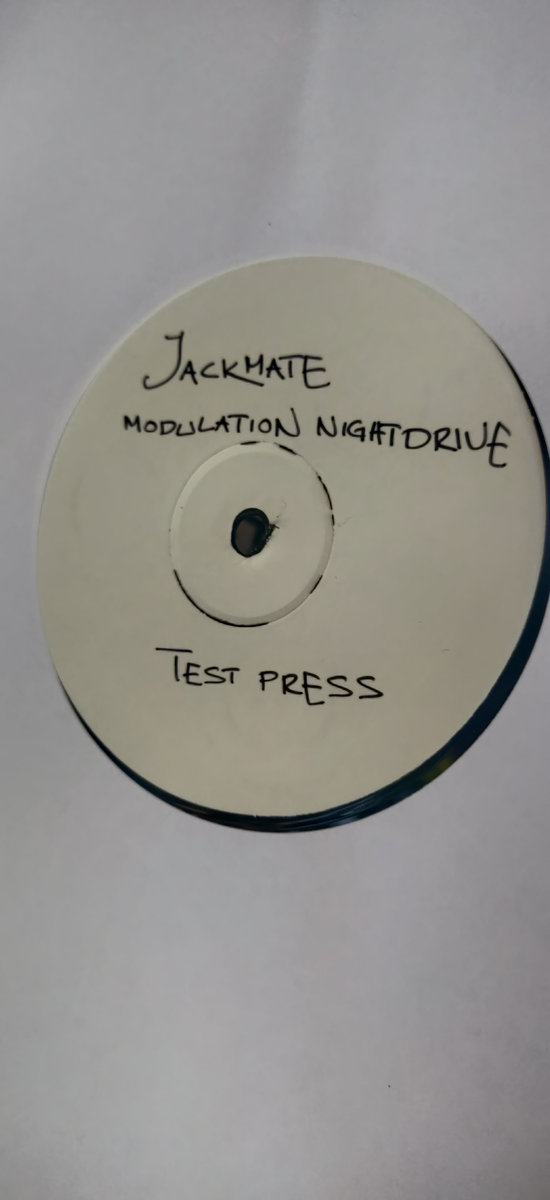 JACKMATE
MODULATION NIGHTDRIVE
TEST PRESS